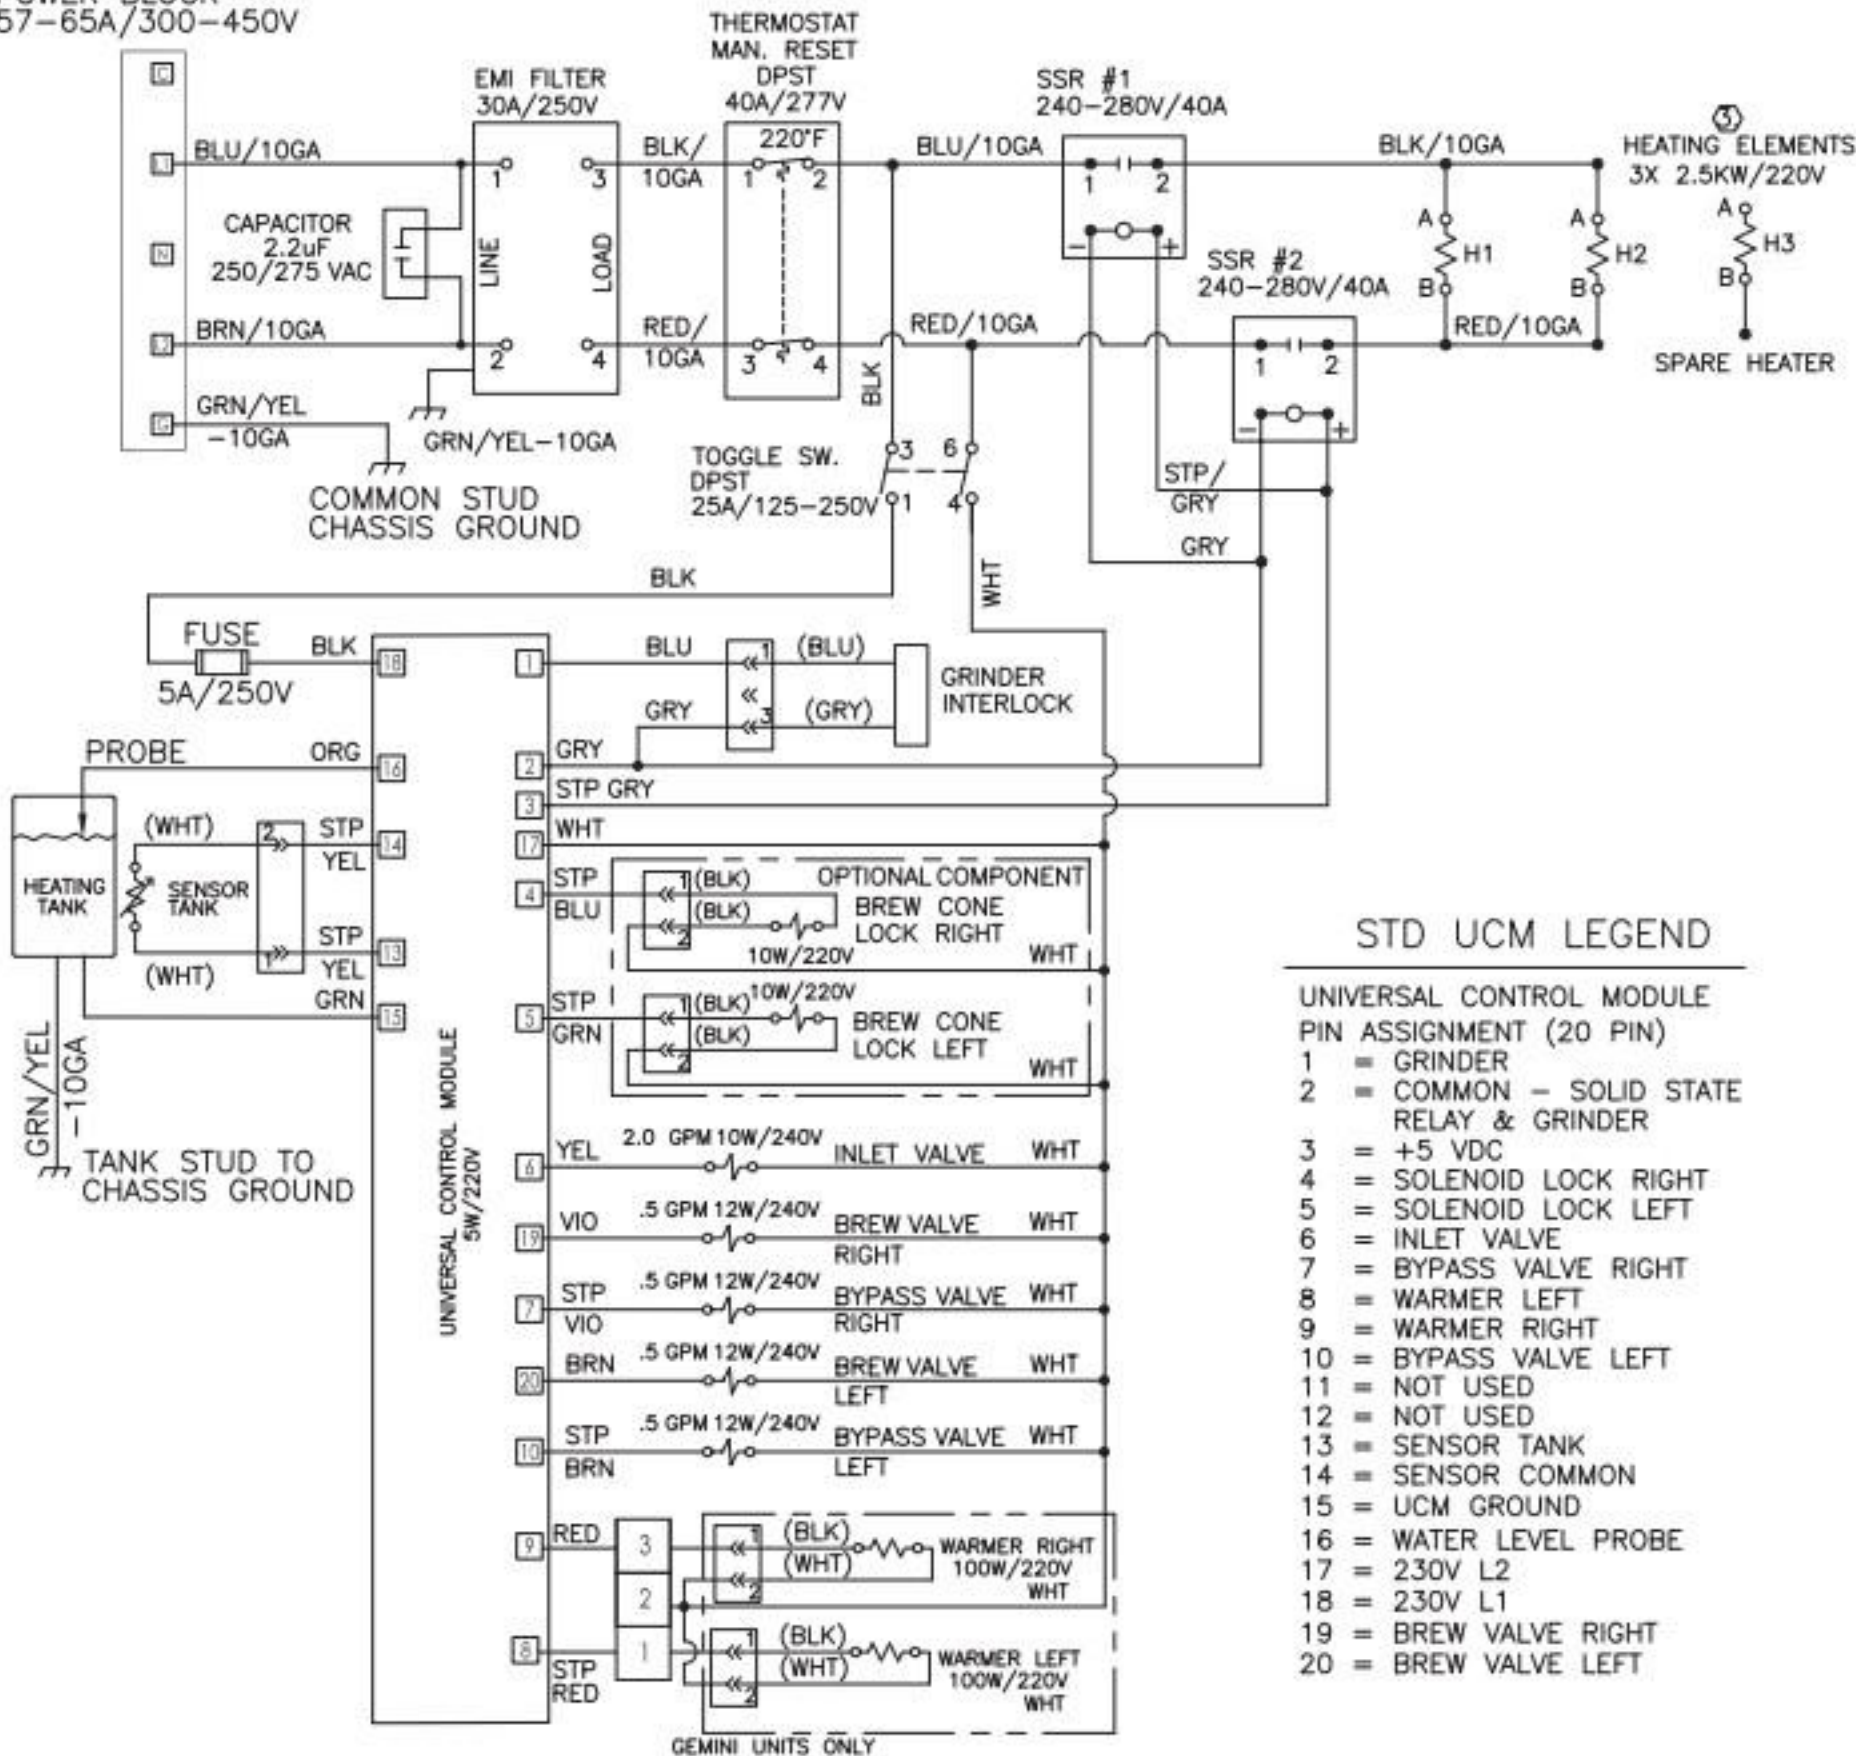 57-65A/300-450V
THERMOSTAT
MAN. RESET
DPST
40A/277V
220°F
EMI FILTER
30A/250V
SSR #1
240-280V/40A
3
HEATING ELEMENTS
3X 2.5KW/220V
C
L1
BLU/10GA
1
3
BLK/
10GA
1
2
BLU/10GA
1
2
BLK/10GA
CAPACITOR
2.2uF
250/275 VAC
LINE
LOAD
N
-
+
SSR #2
240-280V/40A
A
H1
B
A
H2
B
A
H3
B
L2
BRN/10GA
2
4
RED/
10GA
3
4
RED/10GA
1
2
RED/10GA
SPARE HEATER
-
+
G
GRN/YEL
-10GA
GRN/YEL-10GA
COMMON STUD
CHASSIS GROUND
BLK
TOGGLE SW.
DPST
25A/125-250V
3
6
1
4
STP/
GRY
GRY
WHT
BLK
FUSE
5A/250V
BLK
18
1
BLU
1
(BLU)
GRY
3
(GRY)
GRINDER
INTERLOCK
PROBE
ORG
16
2
GRY
3
STP GRY
17
WHT
HEATING
TANK
(WHT)
SENSOR
TANK
(WHT)
2
1
STP
YEL
14
STP
YEL
13
GRN
15
GRN/YEL
-10GA
TANK STUD TO
CHASSIS GROUND
UNIVERSAL CONTROL MODULE
5W/220V
4
STP
BLU
1
(BLK)
2
(BLK)
OPTIONAL COMPONENT
BREW CONE
LOCK RIGHT
10W/220V
WHT
5
STP
GRN
1
(BLK)
2
(BLK)
10W/220V
BREW CONE
LOCK LEFT
WHT
6
YEL
2.0 GPM 10W/240V
INLET VALVE
WHT
19
VIO
.5 GPM 12W/240V
BREW VALVE
RIGHT
WHT
7
STP
VIO
.5 GPM 12W/240V
BYPASS VALVE
RIGHT
WHT
20
BRN
.5 GPM 12W/240V
BREW VALVE
LEFT
WHT
10
STP
BRN
.5 GPM 12W/240V
BYPASS VALVE
LEFT
WHT
9
RED
3
2
1
1
(BLK)
2
(WHT)
WARMER RIGHT
100W/220V
WHT
8
STP
RED
1
(BLK)
2
(WHT)
WARMER LEFT
100W/220V
WHT
GEMINI UNITS ONLY
STD UCM LEGEND
UNIVERSAL CONTROL MODULE
PIN ASSIGNMENT (20 PIN)
1 = GRINDER
2 = COMMON - SOLID STATE
RELAY & GRINDER
3 = +5 VDC
4 = SOLENOID LOCK RIGHT
5 = SOLENOID LOCK LEFT
6 = INLET VALVE
7 = BYPASS VALVE RIGHT
8 = WARMER LEFT
9 = WARMER RIGHT
10 = BYPASS VALVE LEFT
11 = NOT USED
12 = NOT USED
13 = SENSOR TANK
14 = SENSOR COMMON
15 = UCM GROUND
16 = WATER LEVEL PROBE
17 = 230V L2
18 = 230V L1
19 = BREW VALVE RIGHT
20 = BREW VALVE LEFT